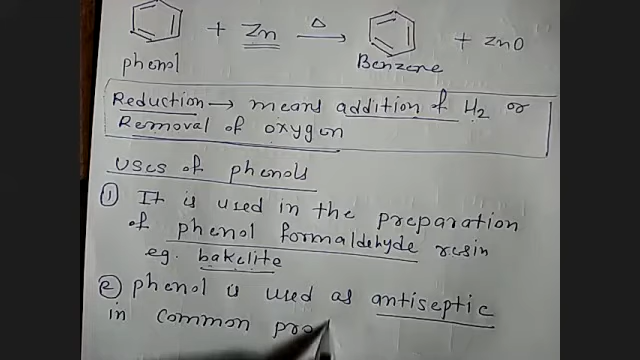 + Zn Δ → + ZnO
phenol Benzene
Reduction → means addition of H2 or
Removal of oxygen
uses of phenols
① It is used in the preparation
of phenol formaldehyde resin
eg. bakelite
② phenol is used as antiseptic
in common pro